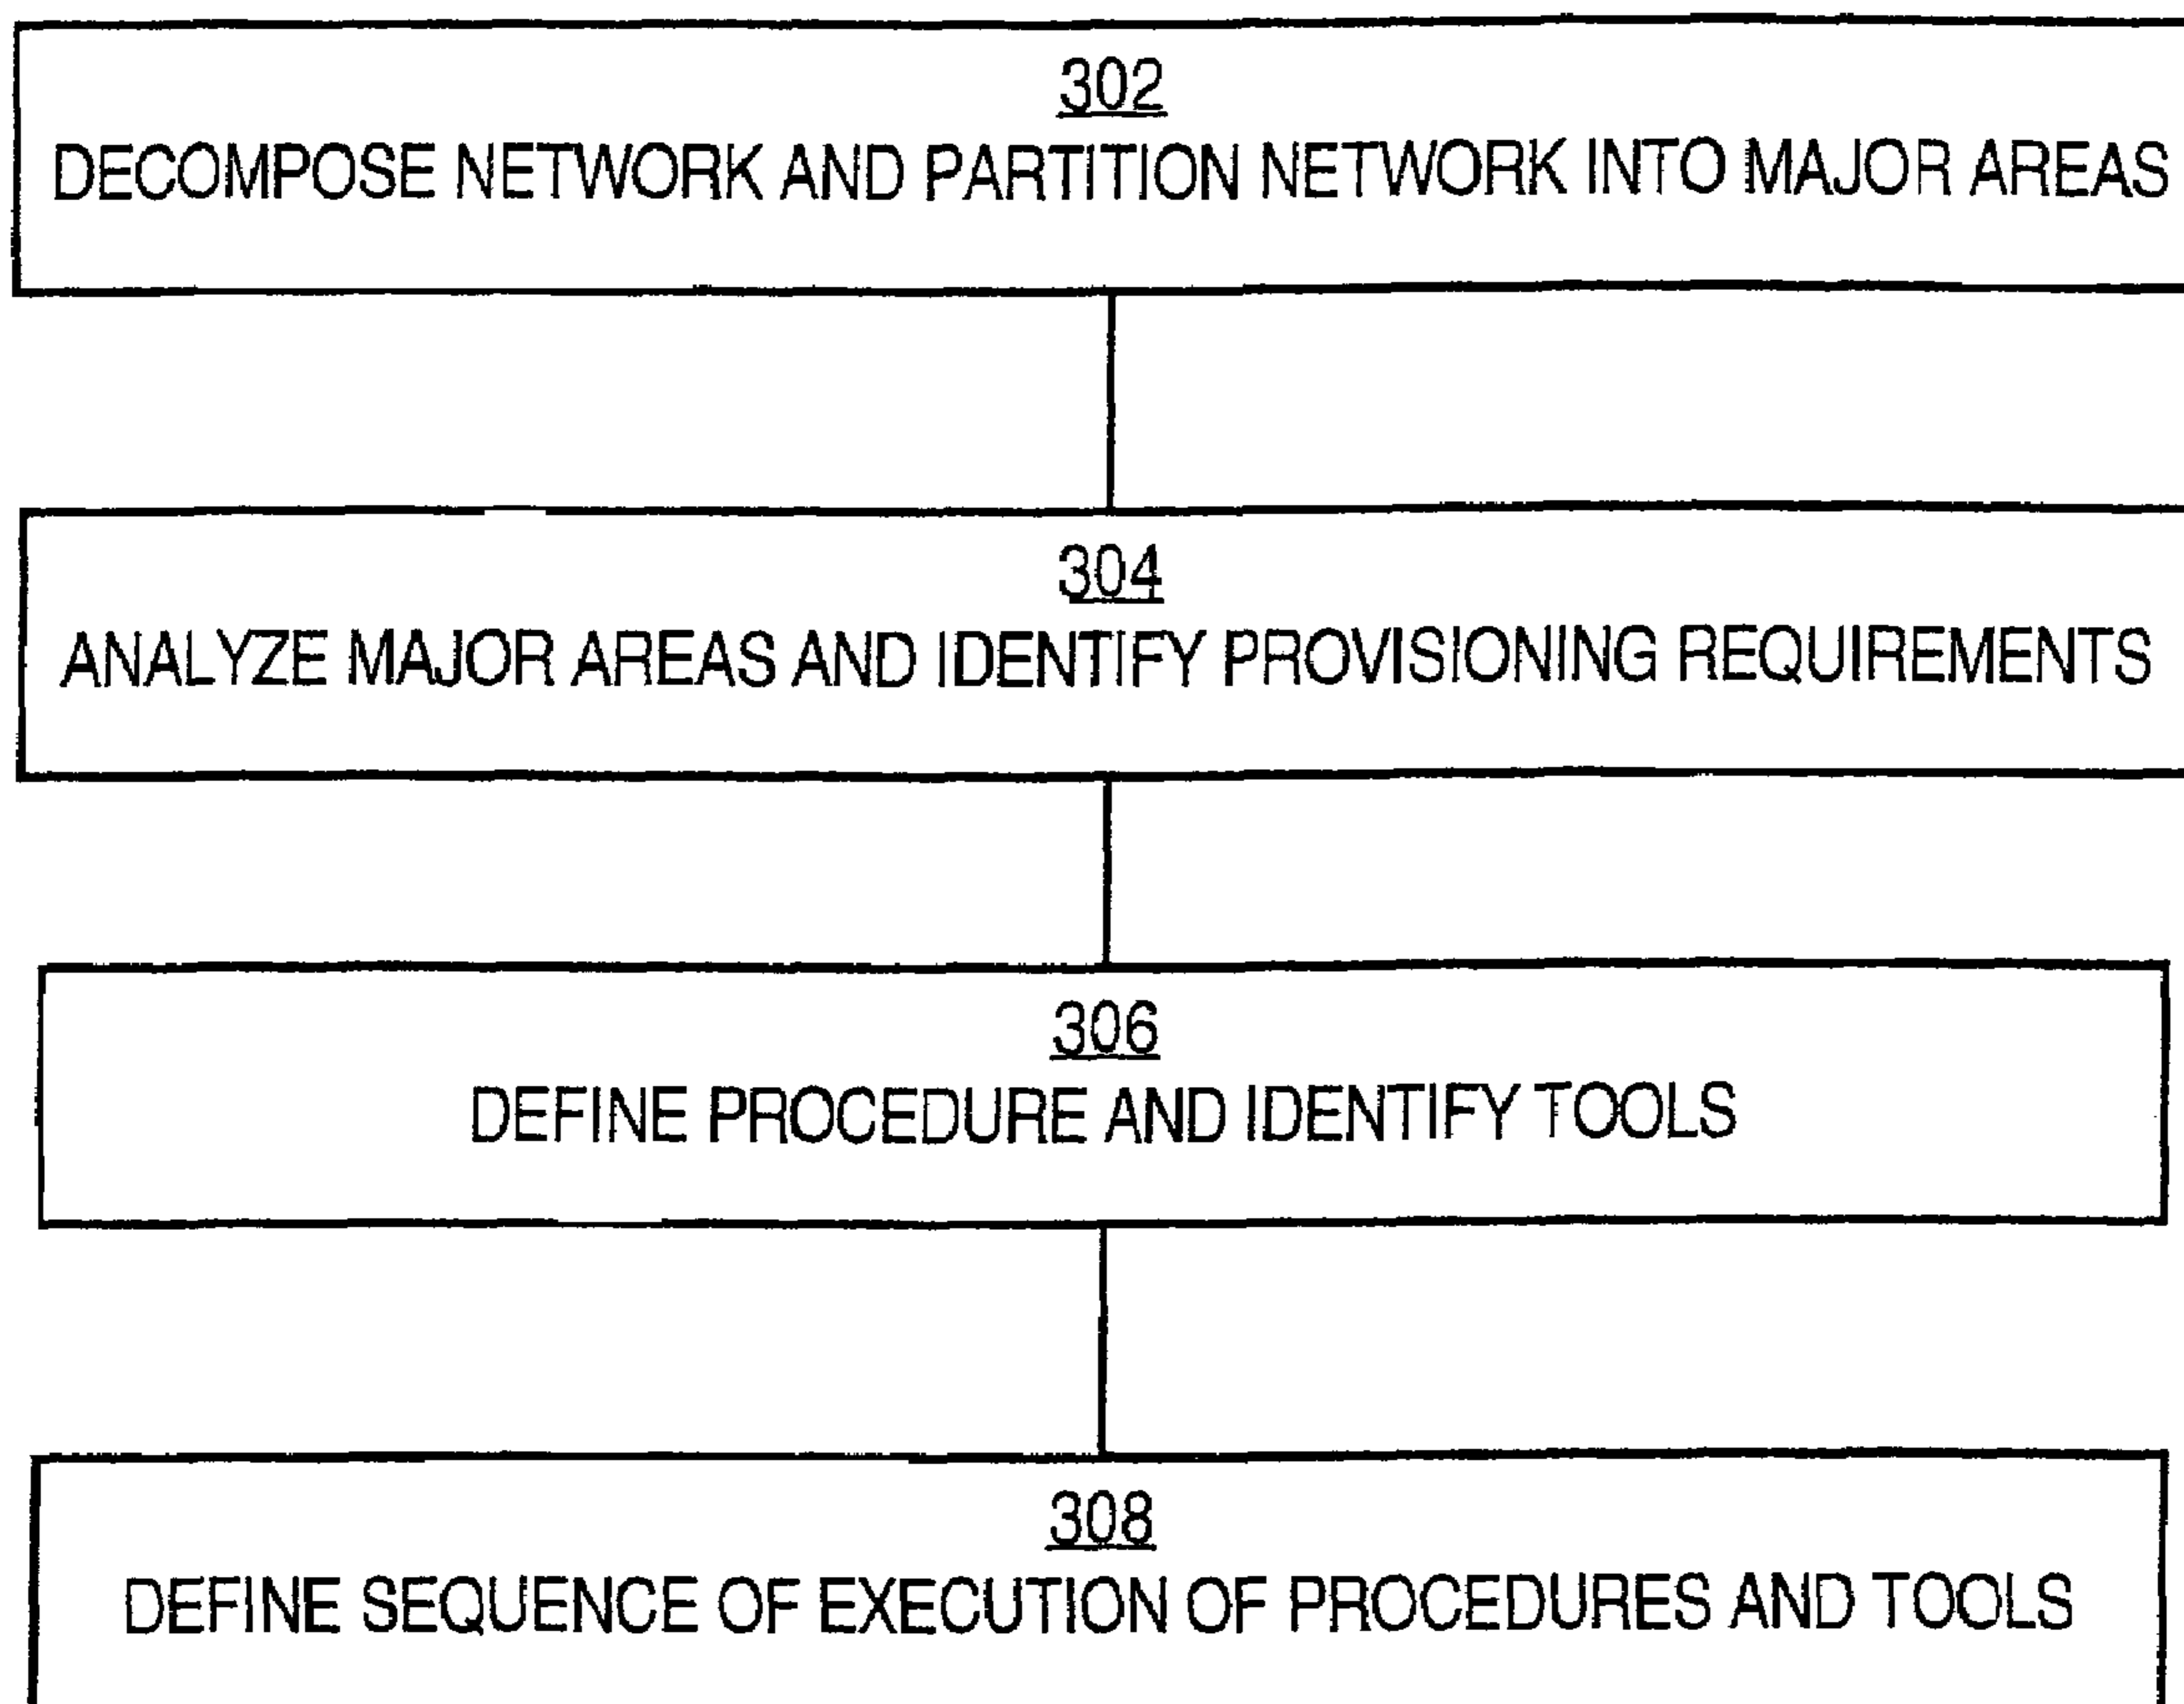 302
DECOMPOSE NETWORK AND PARTITION NETWORK INTO MAJOR AREAS
304
ANALYZE MAJOR AREAS AND IDENTIFY PROVISIONING REQUIREMENTS
306
DEFINE PROCEDURE AND IDENTIFY TOOLS
308
DEFINE SEQUENCE OF EXECUTION OF PROCEDURES AND TOOLS